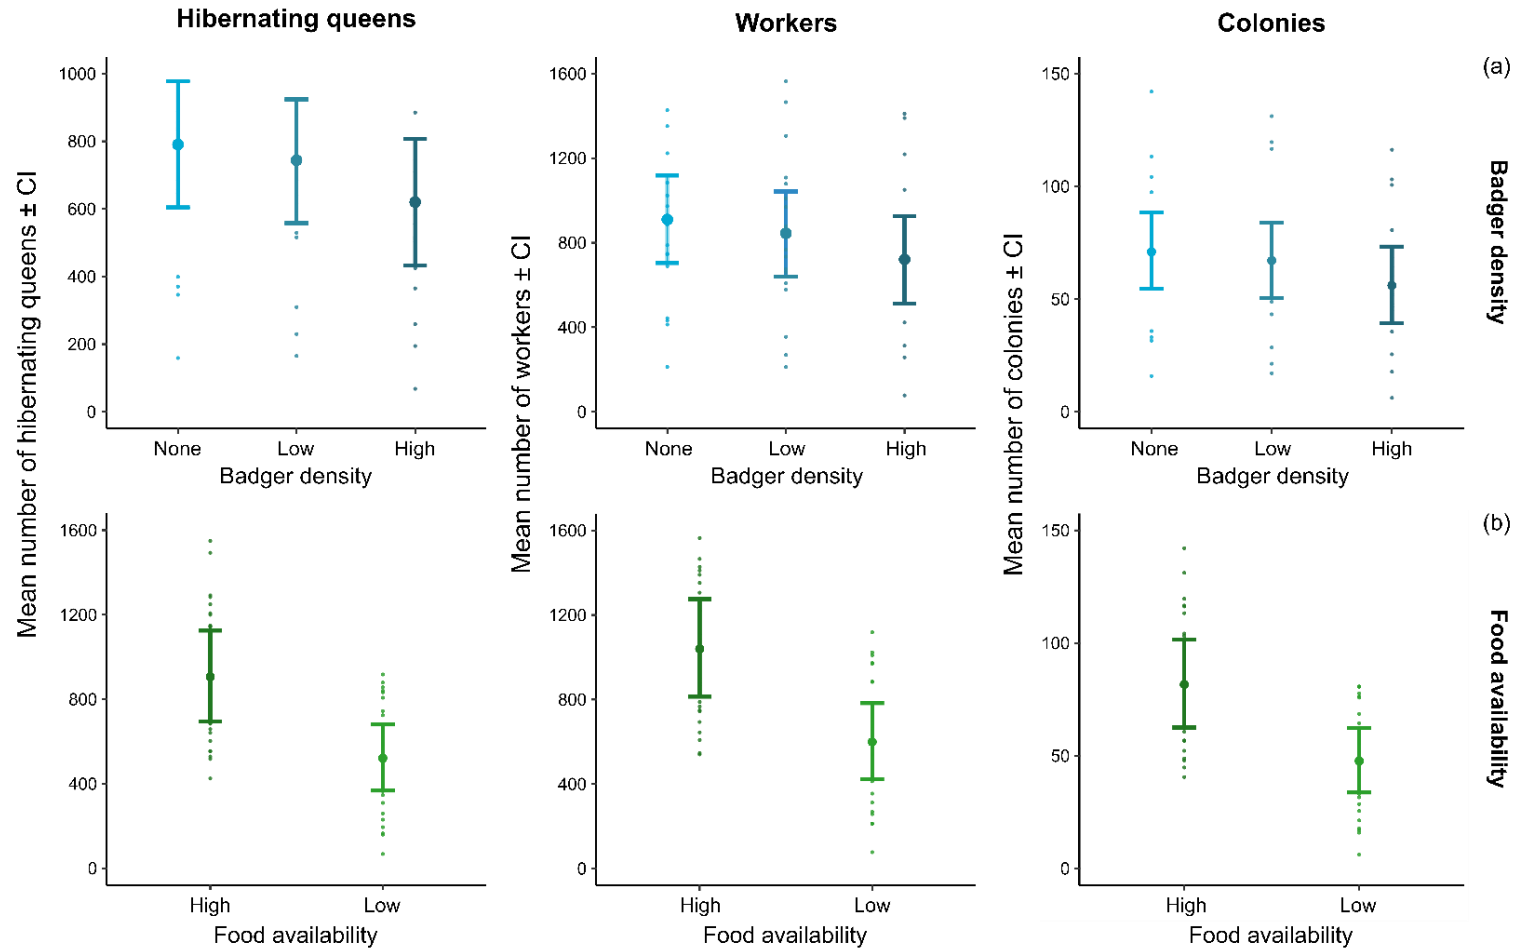 Hibernating queens
Workers
Colonies
(a)
Mean number of hibernating queens ± CI
1000
800
600
400
200
0
None
Low
High
Badger density
Mean number of workers ± CI
1600
1200
800
400
0
None
Low
High
Badger density
Mean number of colonies ± CI
150
100
50
0
None
Low
High
Badger density
Badger density
(b)
1600
1200
800
400
0
High
Low
Food availability
1600
1200
800
400
0
High
Low
Food availability
150
100
50
0
High
Low
Food availability
Food availability